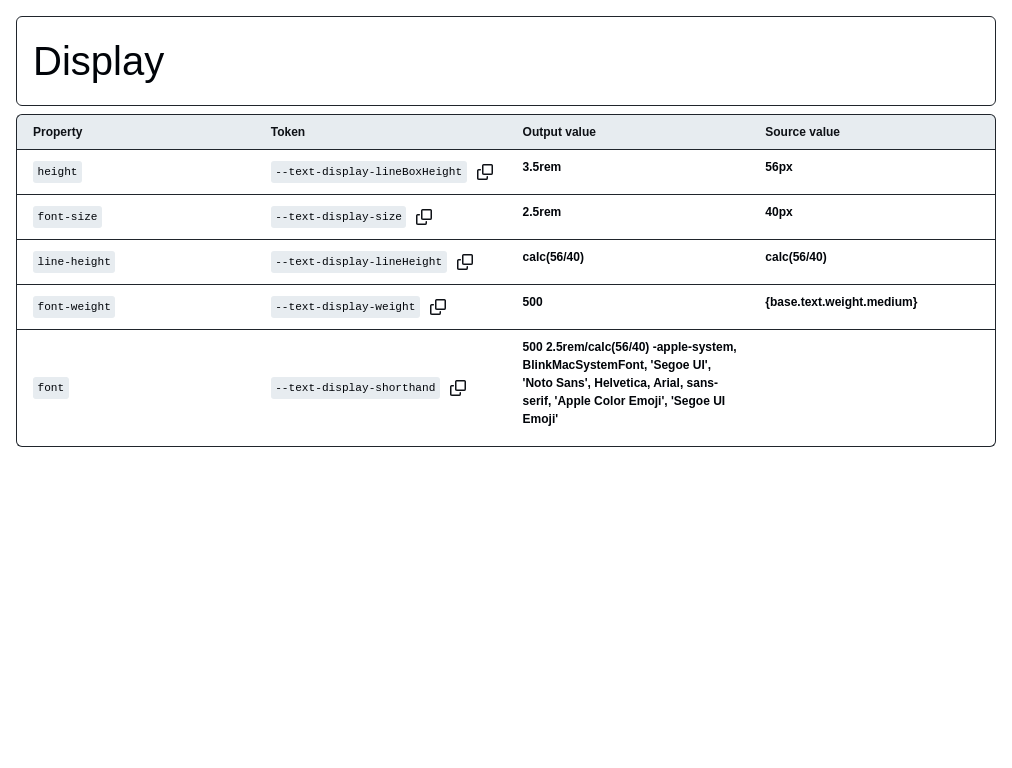 Display
Property Token Output value Source value
height --text-display-lineBoxHeight 3.5rem 56px
font-size --text-display-size 2.5rem 40px
line-height --text-display-lineHeight calc(56/40) calc(56/40)
font-weight --text-display-weight 500 {base.text.weight.medium}
font --text-display-shorthand 500 2.5rem/calc(56/40) -apple-system,
BlinkMacSystemFont, 'Segoe UI',
'Noto Sans', Helvetica, Arial, sans-
serif, 'Apple Color Emoji', 'Segoe UI
Emoji'